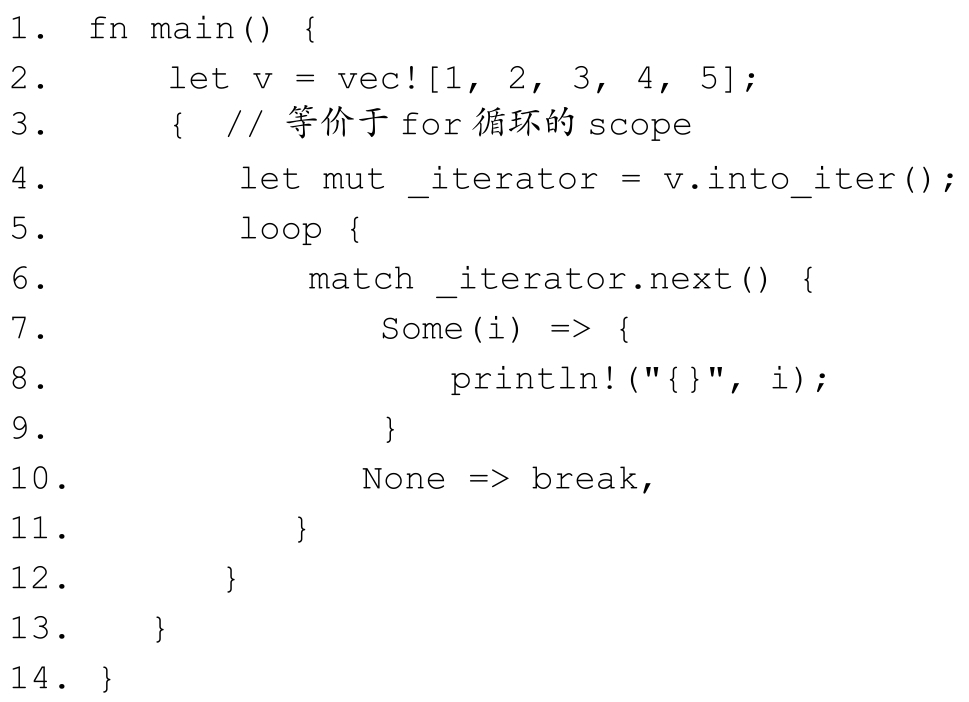 1.  fn main() {
2.      let v = vec![1, 2, 3, 4, 5];
3.      {  // 等价于 for 循环的 scope
4.          let mut _iterator = v.into_iter();
5.          loop {
6.              match _iterator.next() {
7.                  Some(i) => {
8.                      println!("{}", i);
9.                  }
10.                 None => break,
11.             }
12.         }
13.     }
14. }